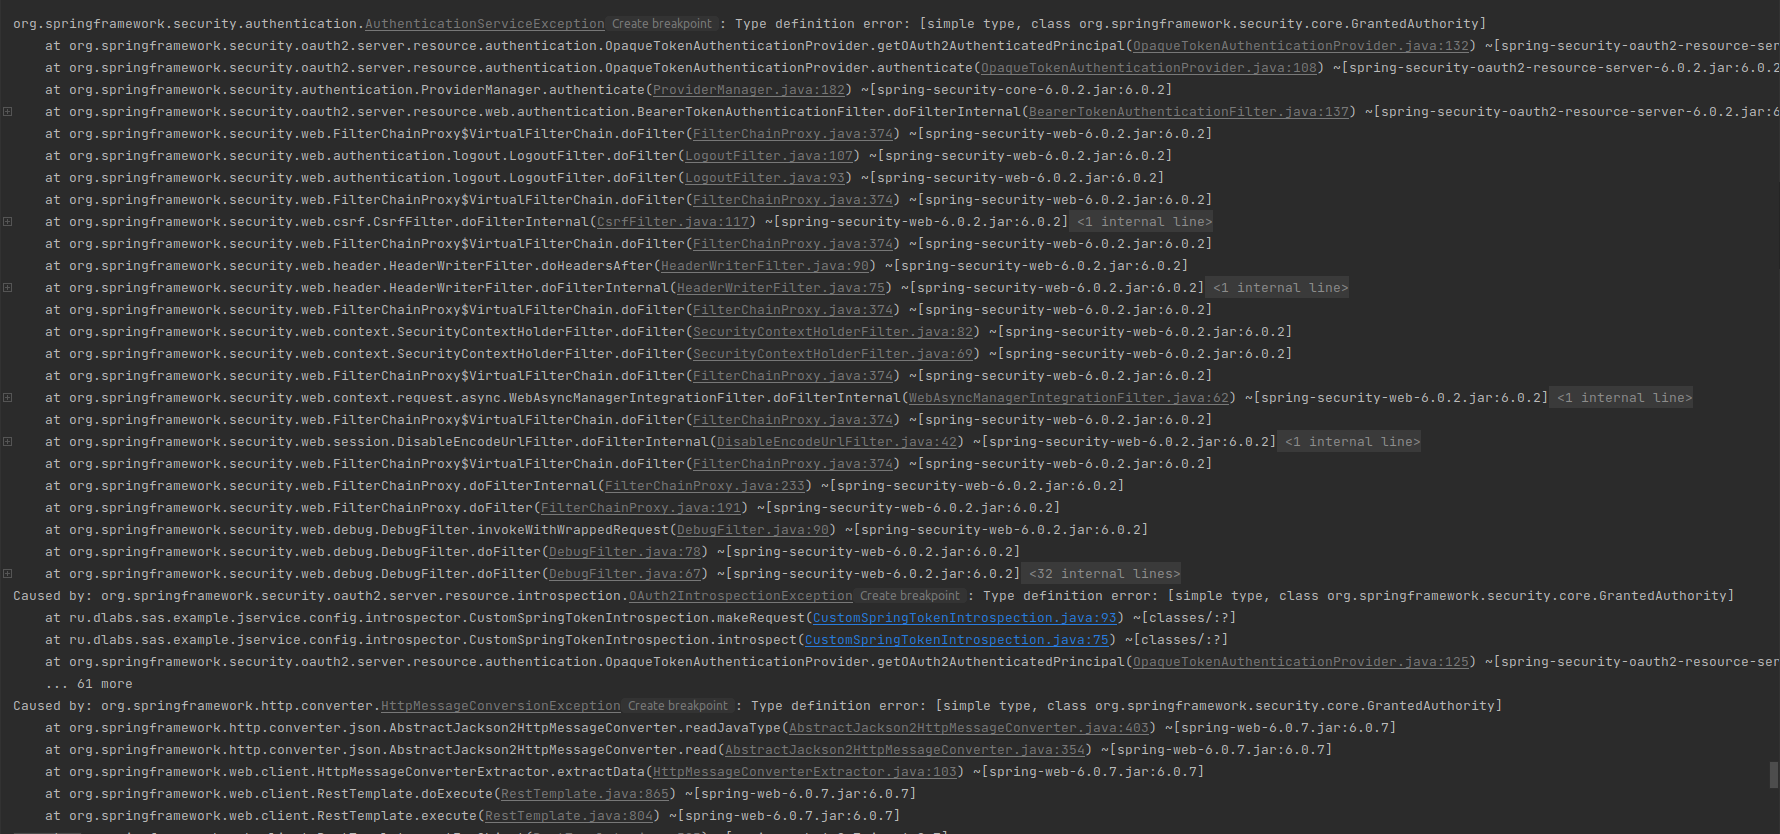 org.springframework.security.authentication.AuthenticationServiceException Create breakpoint : Type definition error: [simple type, class org.springframework.security.core.GrantedAuthority]
at org.springframework.security.oauth2.server.resource.authentication.OpaqueTokenAuthenticationProvider.getOAuth2AuthenticatedPrincipal(OpaqueTokenAuthenticationProvider.java:132) ~[spring-security-oauth2-resource-ser
at org.springframework.security.oauth2.server.resource.authentication.OpaqueTokenAuthenticationProvider.authenticate(OpaqueTokenAuthenticationProvider.java:108) ~[spring-security-oauth2-resource-server-6.0.2.jar:6.0.2
at org.springframework.security.authentication.ProviderManager.authenticate(ProviderManager.java:182) ~[spring-security-core-6.0.2.jar:6.0.2]
at org.springframework.security.oauth2.server.resource.web.authentication.BearerTokenAuthenticationFilter.doFilterInternal(BearerTokenAuthenticationFilter.java:137) ~[spring-security-oauth2-resource-server-6.0.2.jar:6
at org.springframework.security.web.FilterChainProxy$VirtualFilterChain.doFilter(FilterChainProxy.java:374) ~[spring-security-web-6.0.2.jar:6.0.2]
at org.springframework.security.web.authentication.logout.LogoutFilter.doFilter(LogoutFilter.java:107) ~[spring-security-web-6.0.2.jar:6.0.2]
at org.springframework.security.web.authentication.logout.LogoutFilter.doFilter(LogoutFilter.java:93) ~[spring-security-web-6.0.2.jar:6.0.2]
at org.springframework.security.web.FilterChainProxy$VirtualFilterChain.doFilter(FilterChainProxy.java:374) ~[spring-security-web-6.0.2.jar:6.0.2]
at org.springframework.security.web.csrf.CsrfFilter.doFilterInternal(CsrfFilter.java:117) ~[spring-security-web-6.0.2.jar:6.0.2] <1 internal line>
at org.springframework.security.web.FilterChainProxy$VirtualFilterChain.doFilter(FilterChainProxy.java:374) ~[spring-security-web-6.0.2.jar:6.0.2]
at org.springframework.security.web.header.HeaderWriterFilter.doHeadersAfter(HeaderWriterFilter.java:90) ~[spring-security-web-6.0.2.jar:6.0.2]
at org.springframework.security.web.header.HeaderWriterFilter.doFilterInternal(HeaderWriterFilter.java:75) ~[spring-security-web-6.0.2.jar:6.0.2] <1 internal line>
at org.springframework.security.web.FilterChainProxy$VirtualFilterChain.doFilter(FilterChainProxy.java:374) ~[spring-security-web-6.0.2.jar:6.0.2]
at org.springframework.security.web.context.SecurityContextHolderFilter.doFilter(SecurityContextHolderFilter.java:82) ~[spring-security-web-6.0.2.jar:6.0.2]
at org.springframework.security.web.context.SecurityContextHolderFilter.doFilter(SecurityContextHolderFilter.java:69) ~[spring-security-web-6.0.2.jar:6.0.2]
at org.springframework.security.web.FilterChainProxy$VirtualFilterChain.doFilter(FilterChainProxy.java:374) ~[spring-security-web-6.0.2.jar:6.0.2]
at org.springframework.security.web.context.request.async.WebAsyncManagerIntegrationFilter.doFilterInternal(WebAsyncManagerIntegrationFilter.java:62) ~[spring-security-web-6.0.2.jar:6.0.2] <1 internal line>
at org.springframework.security.web.FilterChainProxy$VirtualFilterChain.doFilter(FilterChainProxy.java:374) ~[spring-security-web-6.0.2.jar:6.0.2]
at org.springframework.security.web.session.DisableEncodeUrlFilter.doFilterInternal(DisableEncodeUrlFilter.java:42) ~[spring-security-web-6.0.2.jar:6.0.2] <1 internal line>
at org.springframework.security.web.FilterChainProxy$VirtualFilterChain.doFilter(FilterChainProxy.java:374) ~[spring-security-web-6.0.2.jar:6.0.2]
at org.springframework.security.web.FilterChainProxy.doFilterInternal(FilterChainProxy.java:233) ~[spring-security-web-6.0.2.jar:6.0.2]
at org.springframework.security.web.FilterChainProxy.doFilter(FilterChainProxy.java:191) ~[spring-security-web-6.0.2.jar:6.0.2]
at org.springframework.security.web.debug.DebugFilter.invokeWithWrappedRequest(DebugFilter.java:90) ~[spring-security-web-6.0.2.jar:6.0.2]
at org.springframework.security.web.debug.DebugFilter.doFilter(DebugFilter.java:78) ~[spring-security-web-6.0.2.jar:6.0.2]
at org.springframework.security.web.debug.DebugFilter.doFilter(DebugFilter.java:67) ~[spring-security-web-6.0.2.jar:6.0.2] <32 internal lines>
Caused by: org.springframework.security.oauth2.server.resource.introspection.OAuth2IntrospectionException Create breakpoint : Type definition error: [simple type, class org.springframework.security.core.GrantedAuthority]
at ru.dlabs.sas.example.jservice.config.introspector.CustomSpringTokenIntrospection.makeRequest(CustomSpringTokenIntrospection.java:93) ~[classes/:?]
at ru.dlabs.sas.example.jservice.config.introspector.CustomSpringTokenIntrospection.introspect(CustomSpringTokenIntrospection.java:75) ~[classes/:?]
at org.springframework.security.oauth2.server.resource.authentication.OpaqueTokenAuthenticationProvider.getOAuth2AuthenticatedPrincipal(OpaqueTokenAuthenticationProvider.java:125) ~[spring-security-oauth2-resource-ser
... 61 more
Caused by: org.springframework.http.converter.HttpMessageConversionException Create breakpoint : Type definition error: [simple type, class org.springframework.security.core.GrantedAuthority]
at org.springframework.http.converter.json.AbstractJackson2HttpMessageConverter.readJavaType(AbstractJackson2HttpMessageConverter.java:403) ~[spring-web-6.0.7.jar:6.0.7]
at org.springframework.http.converter.json.AbstractJackson2HttpMessageConverter.read(AbstractJackson2HttpMessageConverter.java:354) ~[spring-web-6.0.7.jar:6.0.7]
at org.springframework.web.client.HttpMessageConverterExtractor.extractData(HttpMessageConverterExtractor.java:103) ~[spring-web-6.0.7.jar:6.0.7]
at org.springframework.web.client.RestTemplate.doExecute(RestTemplate.java:865) ~[spring-web-6.0.7.jar:6.0.7]
at org.springframework.web.client.RestTemplate.execute(RestTemplate.java:804) ~[spring-web-6.0.7.jar:6.0.7]